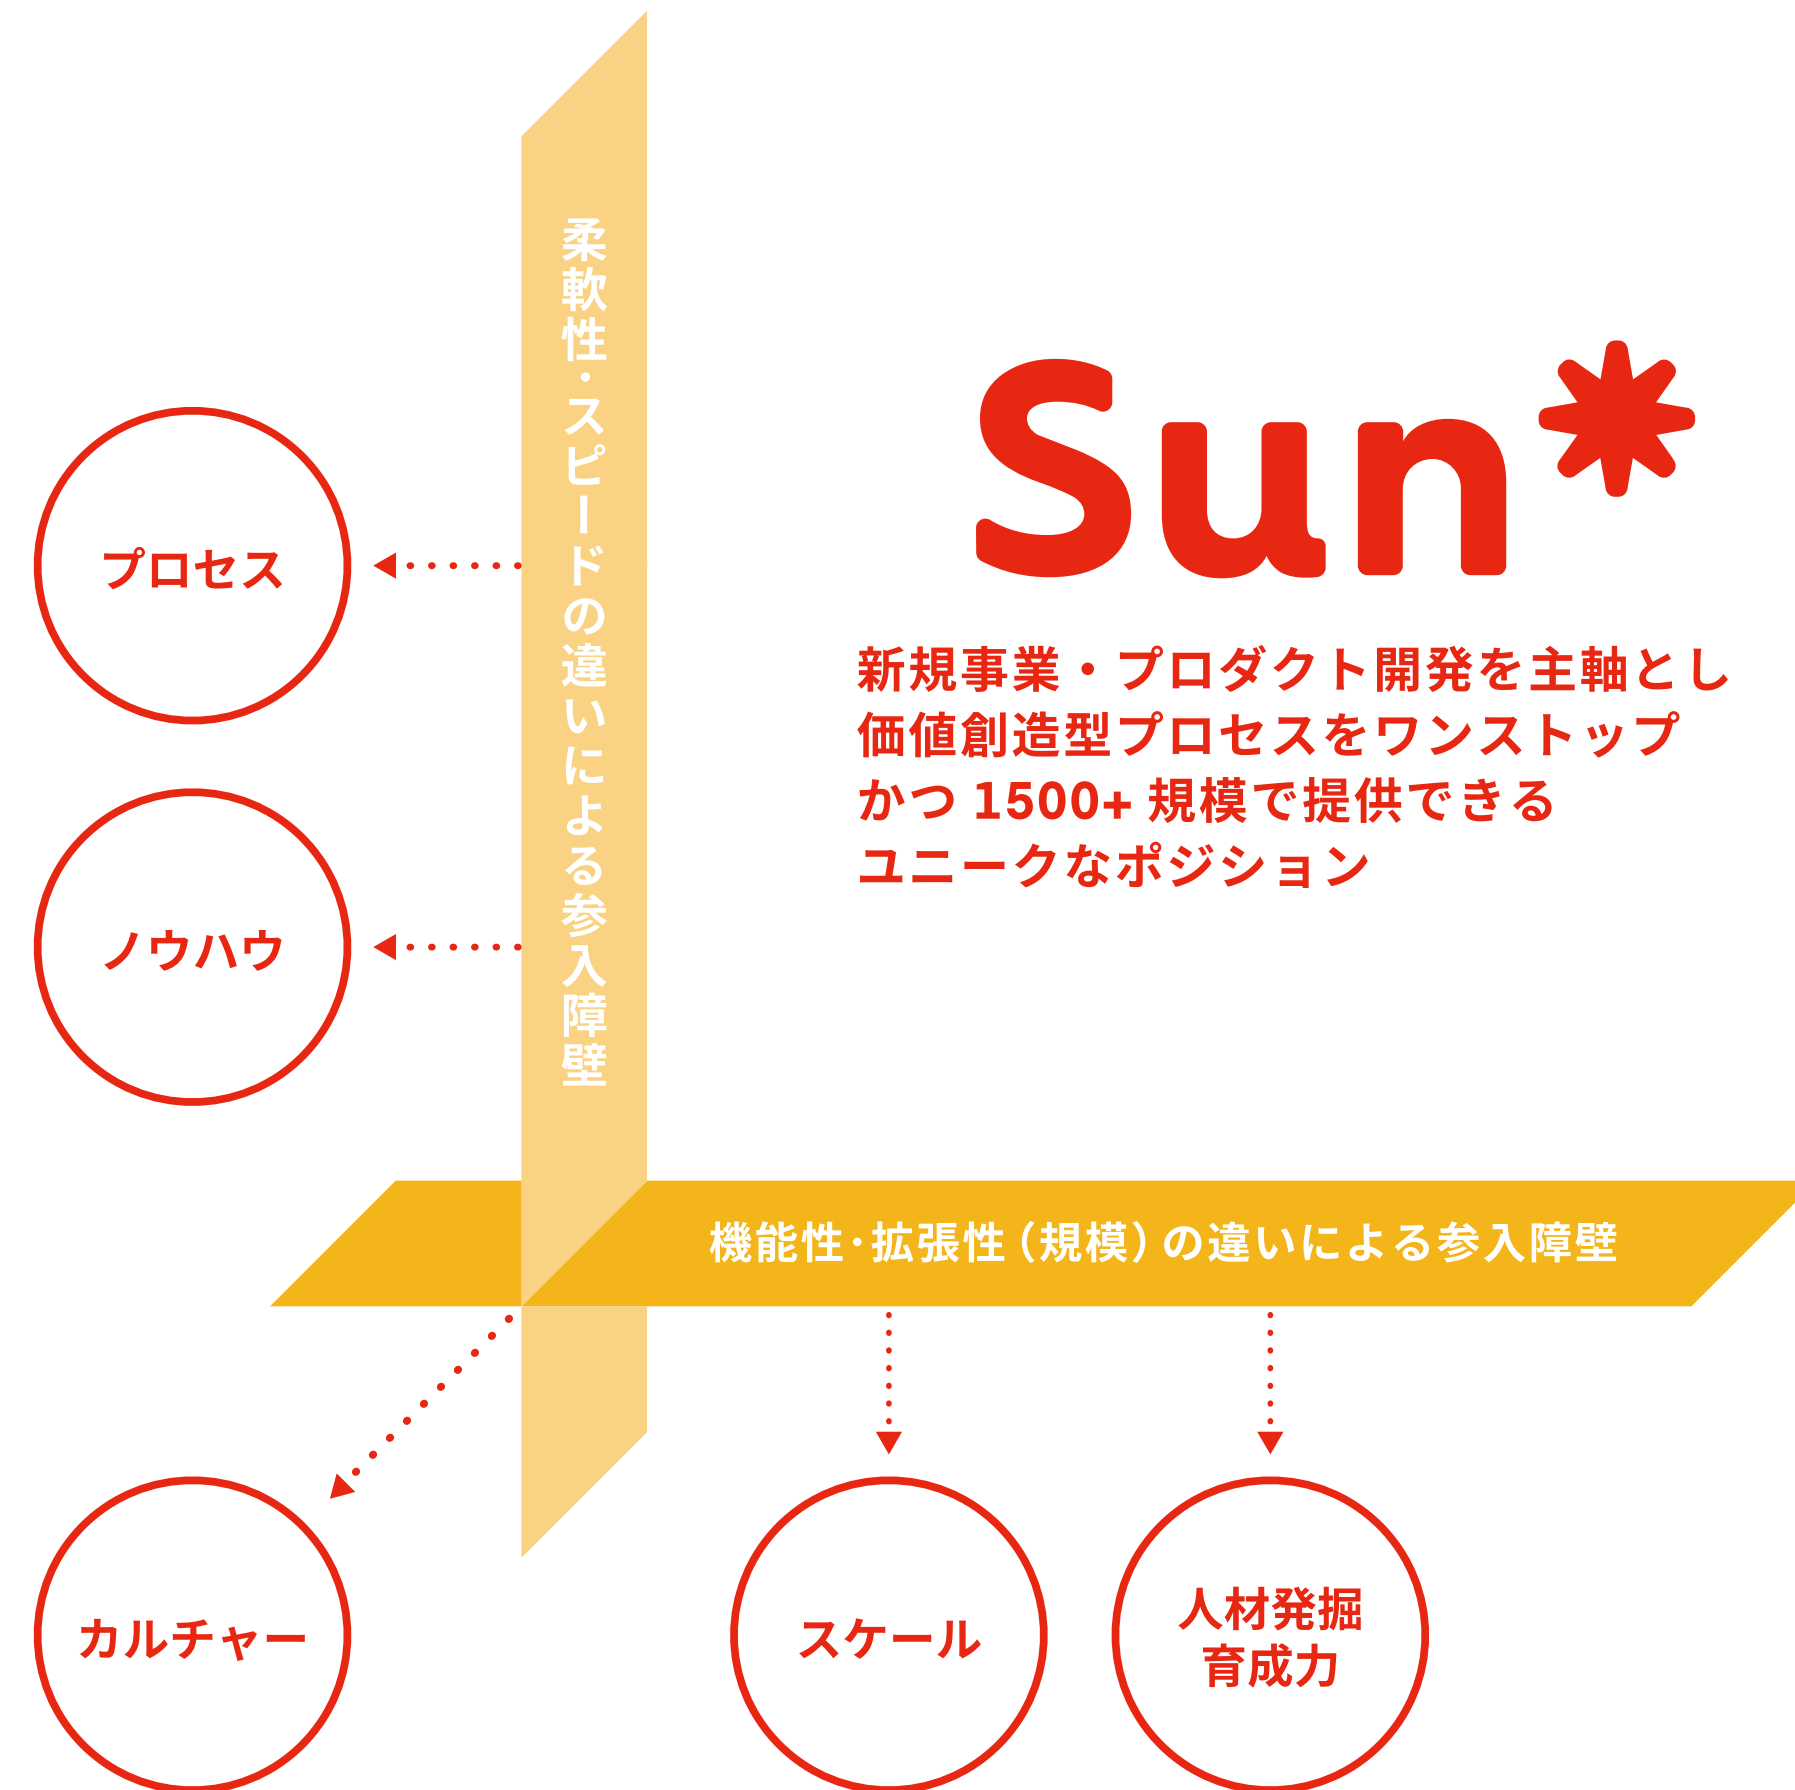 柔軟性・スピードの違いによる参入障壁
Sun*
新規事業・プロダクト開発を主軸とし
価値創造型プロセスをワンストップ
かつ 1500+ 規模で提供できる
ユニークなポジション
プロセス
ノウハウ
機能性・拡張性（規模）の違いによる参入障壁
カルチャー
スケール
人材発掘
育成力